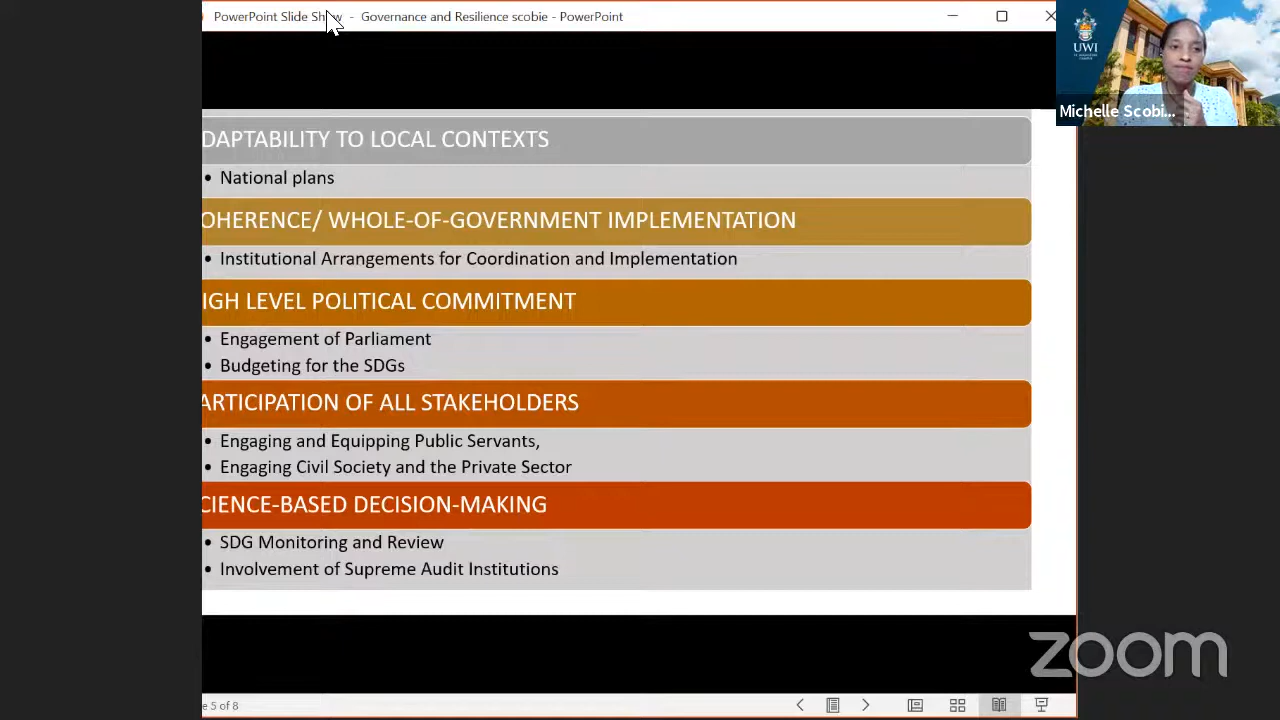 PowerPoint Slide Show - Governance and Resilience scobie - PowerPoint
UWI
Michelle Scobi...
DAPTABILITY TO LOCAL CONTEXTS
• National plans
OHERENCE/ WHOLE-OF-GOVERNMENT IMPLEMENTATION
• Institutional Arrangements for Coordination and Implementation
IGH LEVEL POLITICAL COMMITMENT
• Engagement of Parliament
• Budgeting for the SDGs
ARTICIPATION OF ALL STAKEHOLDERS
• Engaging and Equipping Public Servants,
• Engaging Civil Society and the Private Sector
CIENCE-BASED DECISION-MAKING
• SDG Monitoring and Review
• Involvement of Supreme Audit Institutions
zoom
e 5 of 8